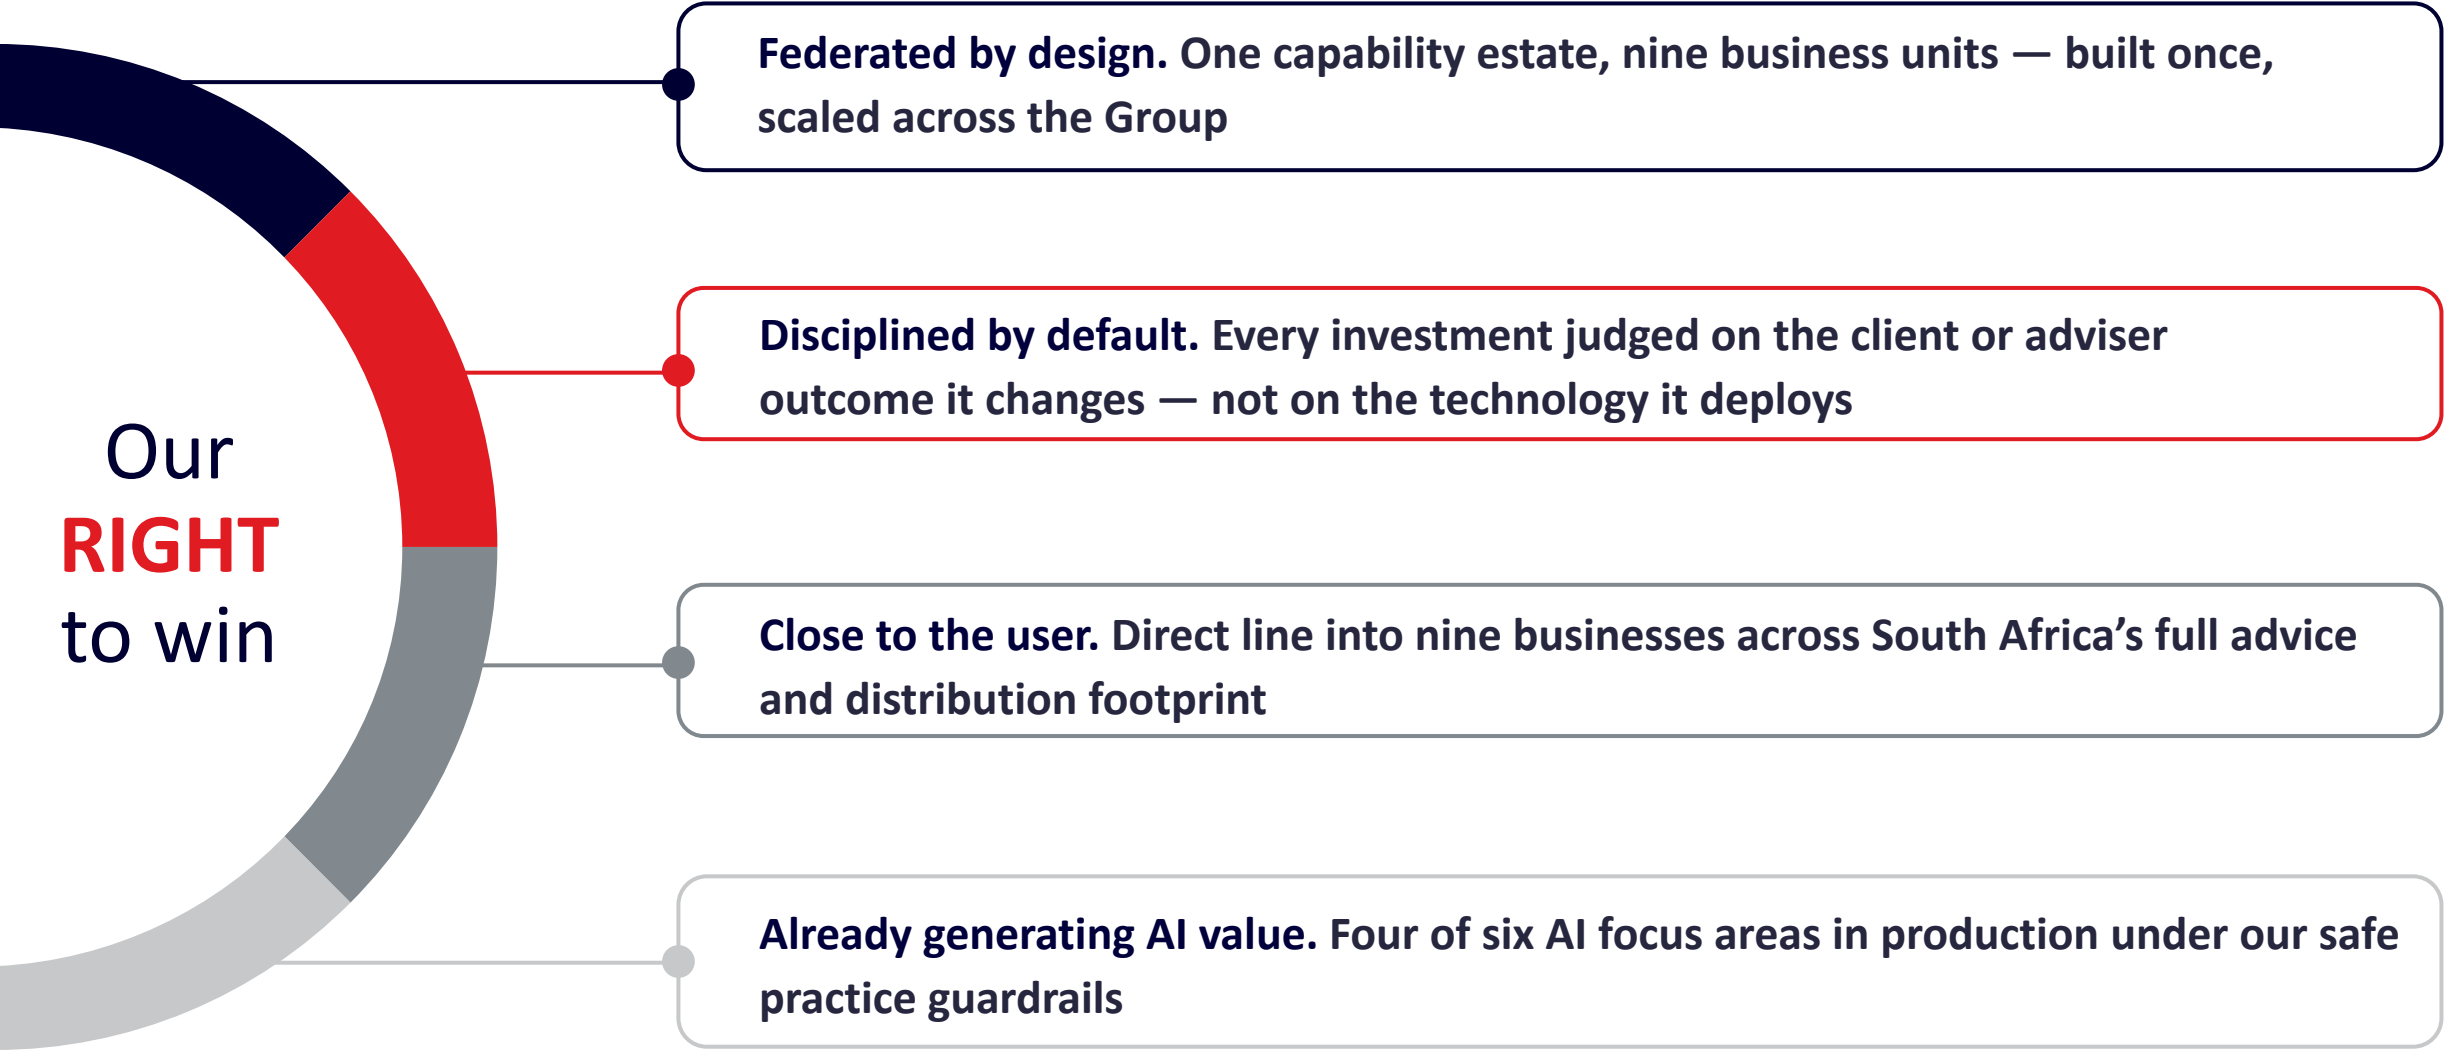 Our
RIGHT
to win
Federated by design. One capability estate, nine business units — built once,
scaled across the Group
Disciplined by default. Every investment judged on the client or adviser
outcome it changes — not on the technology it deploys
Close to the user. Direct line into nine businesses across South Africa’s full advice
and distribution footprint
Already generating AI value. Four of six AI focus areas in production under our safe
practice guardrails